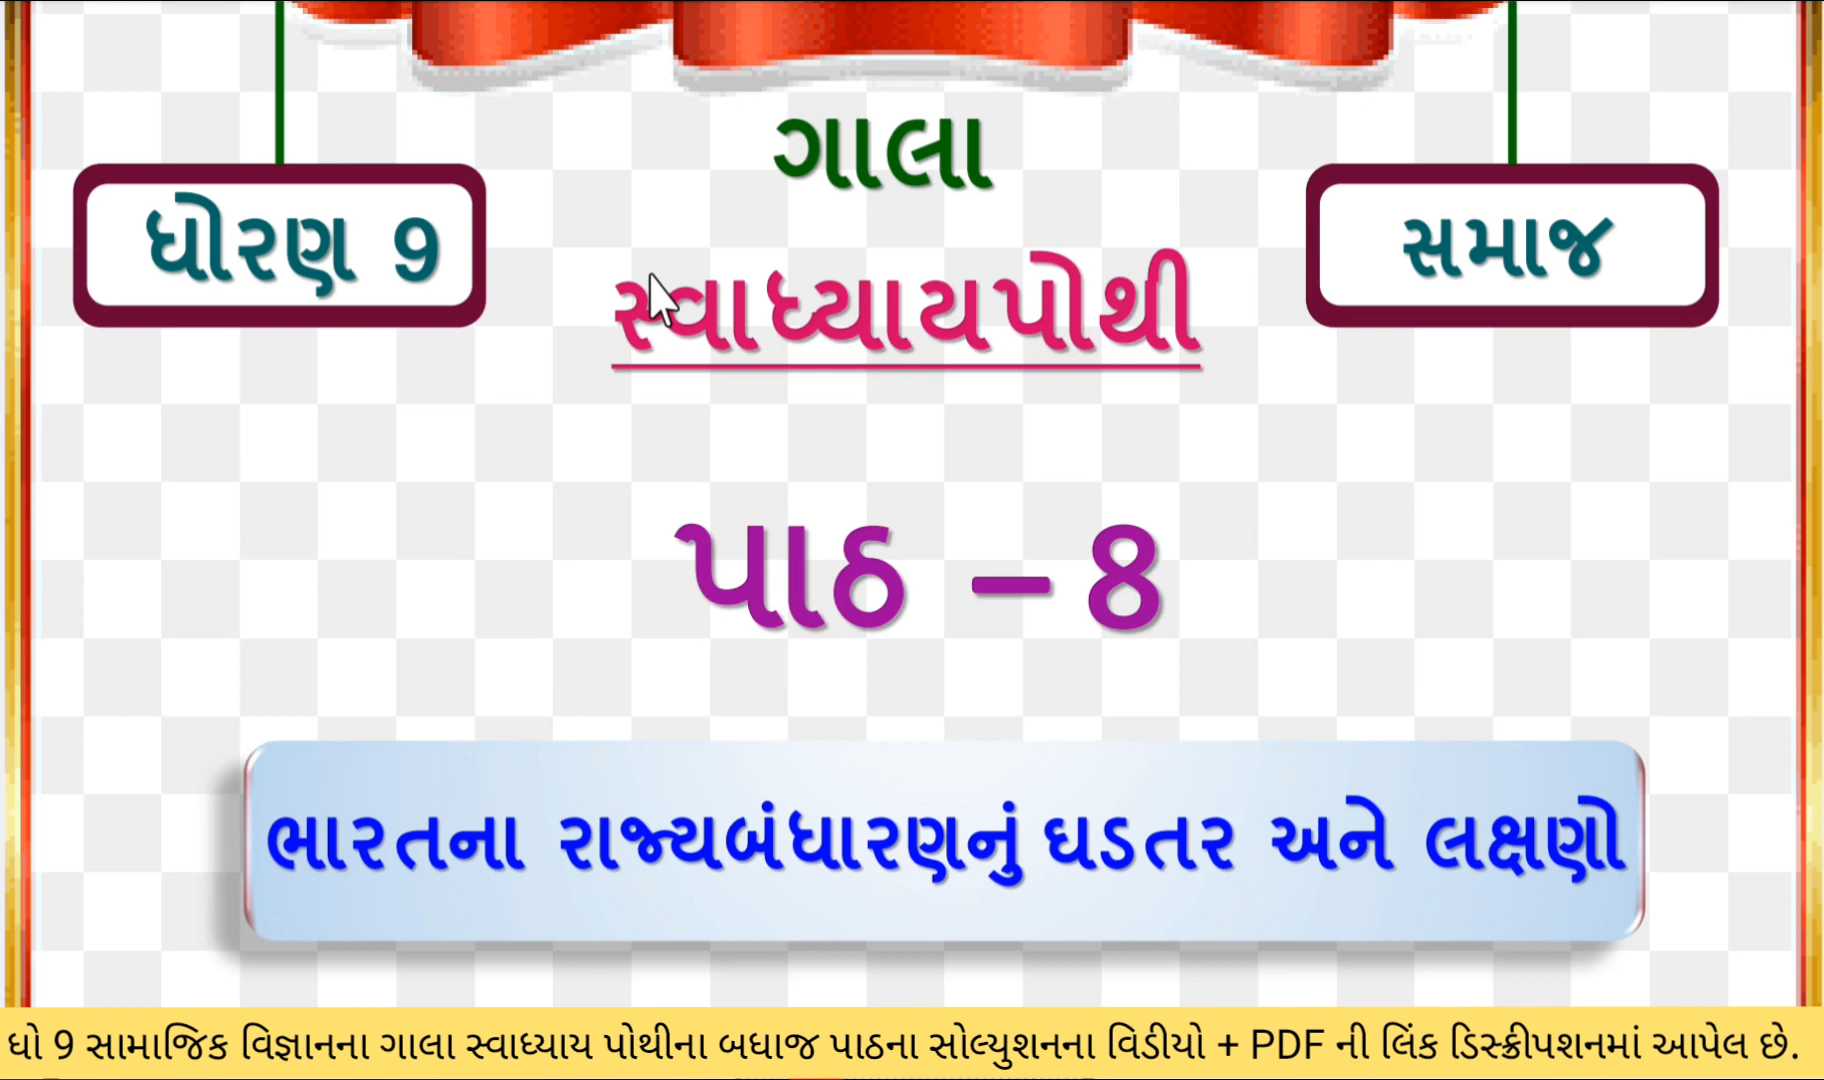 ગાલા
ધોરણ 9
સમાજ
સ્વાધ્યાયપોથી
પાઠ – 8
ભારતના રાજ્યબંધારણનું ઘડતર અને લક્ષણો
ધો 9 સામાજિક વિજ્ઞાનના ગાલા સ્વાધ્યાય પોથીના બધાજ પાઠના સોલ્યુશનના વિડીયો + PDF ની લિંક ડિસ્ક્રીપશનમાં આપેલ છે.